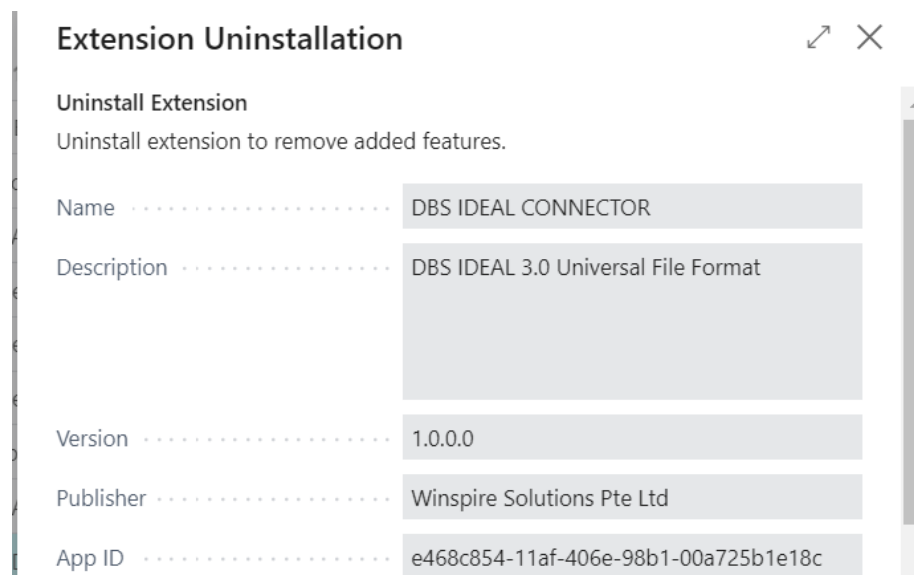 Extension Uninstallation
Uninstall Extension
Uninstall extension to remove added features.
Name DBS IDEAL CONNECTOR
Description DBS IDEAL 3.0 Universal File Format
Version 1.0.0.0
Publisher Winspire Solutions Pte Ltd
App ID e468c854-11af-406e-98b1-00a725b1e18c